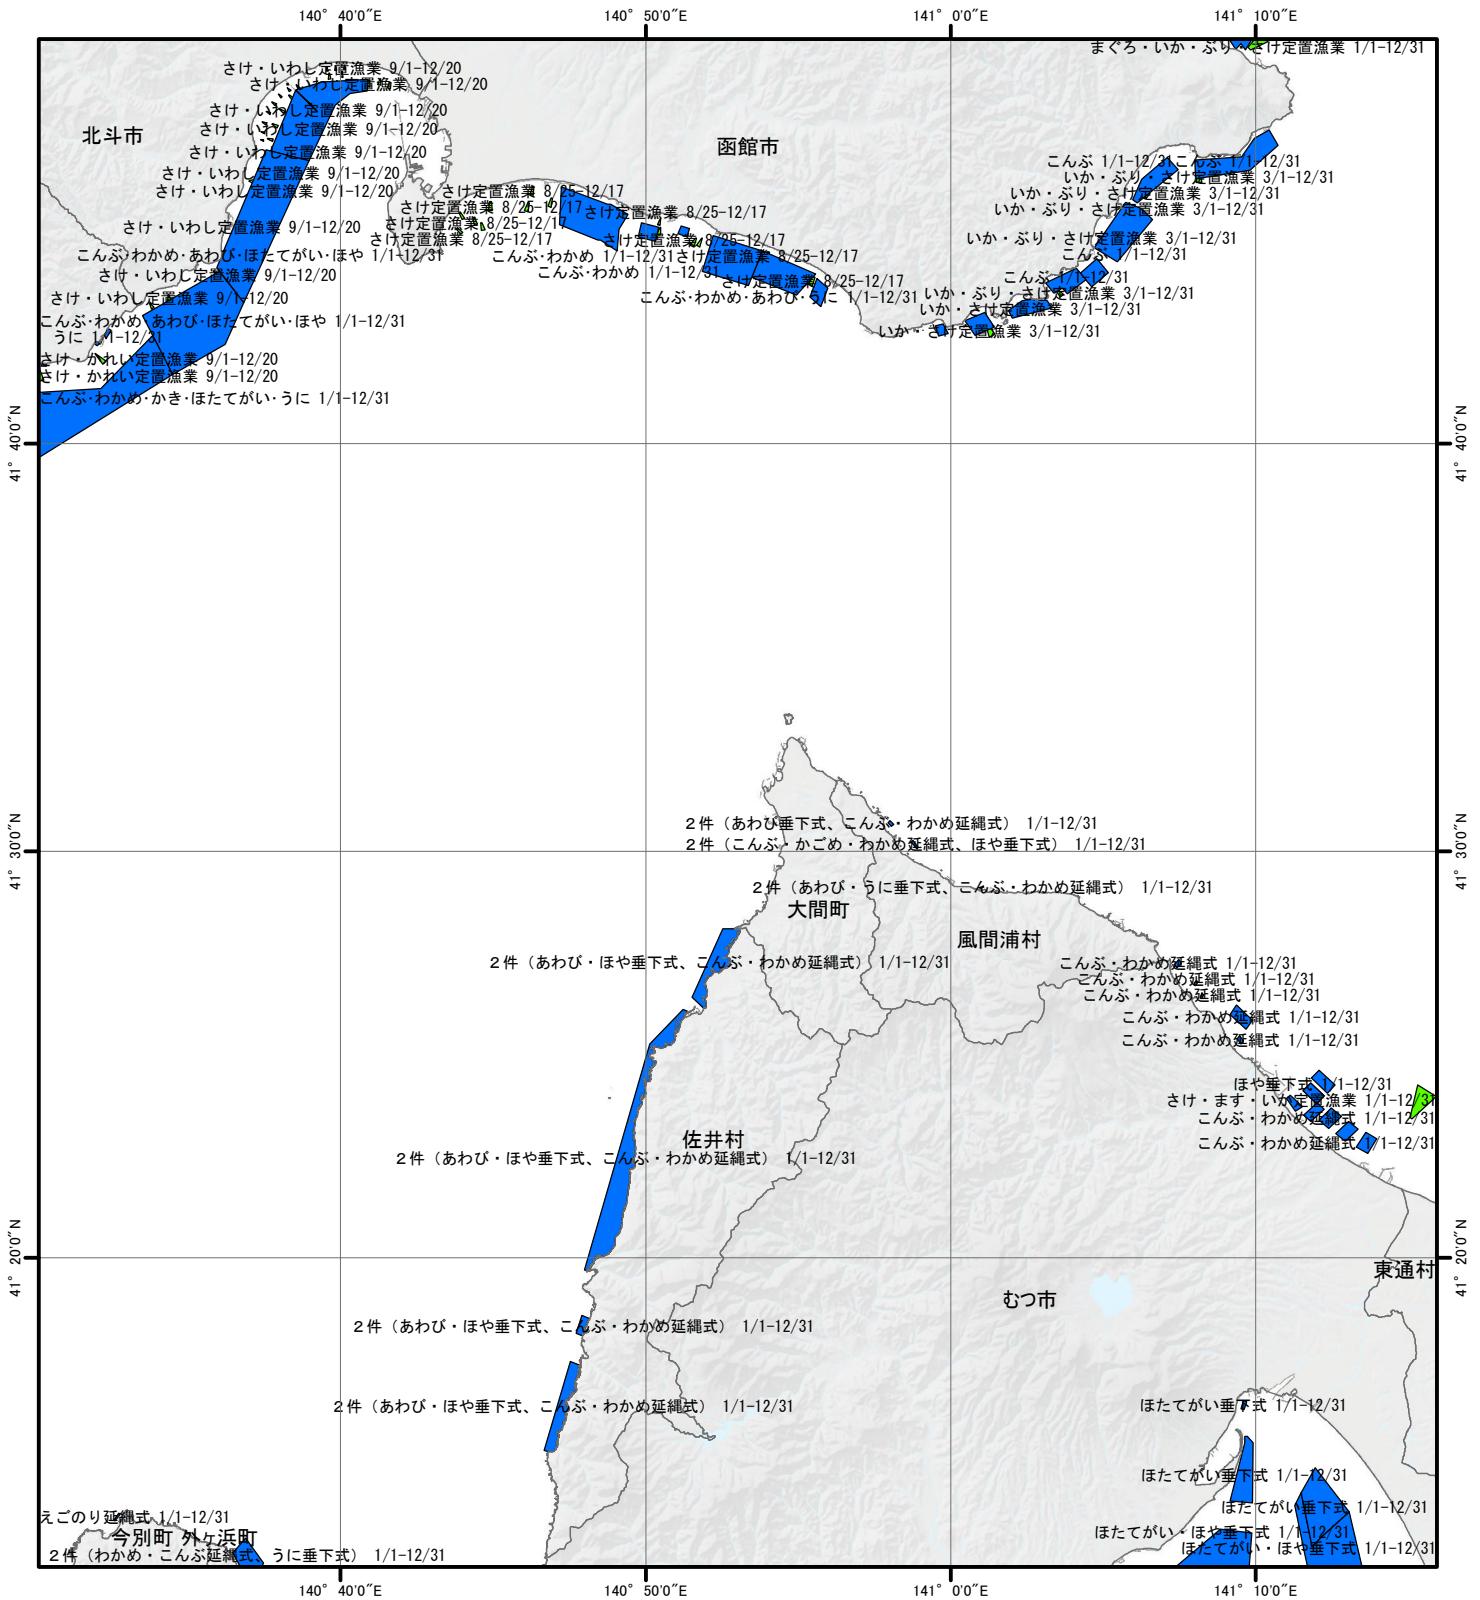 140° 40'0"E
140° 50'0"E
141° 0'0"E
141° 10'0"E
まぐろ・いか・ぶり・さけ定置漁業 1/1-12/31
さけ・いわし定置漁業 9/1-12/20
さけ・いわし定置漁業 9/1-12/20
さけ・いわし定置漁業 9/1-12/20
さけ・いわし定置漁業 9/1-12/20
北斗市
函館市
さけ・いわし定置漁業 9/1-12/20
こんぶ 1/1-12/31
こんぶ 1/1-12/31
さけ・いわし定置漁業 9/1-12/20
いか・ぶり・さけ定置漁業 3/1-12/31
さけ・いわし定置漁業 9/1-12/20
さけ定置漁業 8/25-12/17
いか・ぶり・さけ定置漁業 3/1-12/31
さけ定置漁業 8/25-12/17
さけ定置漁業 8/25-12/17
いか・ぶり・さけ定置漁業 3/1-12/31
さけ定置漁業 8/25-12/17
さけ・いわし定置漁業 9/1-12/20
さけ定置漁業 8/25-12/17
さけ定置漁業 8/25-12/17
いか・ぶり・さけ定置漁業 3/1-12/31
こんぶ・わかめ・あわび・ほたてがい・ほや 1/1-12/31
こんぶ・わかめ 1/1-12/31
さけ定置漁業 8/25-12/17
こんぶ 1/1-12/31
さけ・いわし定置漁業 9/1-12/20
こんぶ・わかめ 1/1-12/31
さけ定置漁業 8/25-12/17
こんぶ 1/1-12/31
さけ・いわし定置漁業 9/1-12/20
こんぶ・わかめ・あわび・うに 1/1-12/31
いか・ぶり・さけ定置漁業 3/1-12/31
いか・さけ定置漁業 3/1-12/31
こんぶ・わかめ・あわび・ほたてがい・ほや 1/1-12/31
うに 1/1-12/31
いか・さけ定置漁業 3/1-12/31
さけ・かれい定置漁業 9/1-12/20
さけ・かれい定置漁業 9/1-12/20
こんぶ・わかめ・かき・ほたてがい・うに 1/1-12/31
41° 40'0"N
41° 40'0"N
2件（あわび垂下式、こんぶ・わかめ延縄式） 1/1-12/31
2件（こんぶ・かごめ・わかめ延縄式、ほや垂下式） 1/1-12/31
41° 30'0"N
41° 30'0"N
2件（あわび・うに垂下式、こんぶ・わかめ延縄式） 1/1-12/31
大間町
風間浦村
2件（あわび・ほや垂下式、こんぶ・わかめ延縄式） 1/1-12/31
こんぶ・わかめ延縄式 1/1-12/31
こんぶ・わかめ延縄式 1/1-12/31
こんぶ・わかめ延縄式 1/1-12/31
こんぶ・わかめ延縄式 1/1-12/31
こんぶ・わかめ延縄式 1/1-12/31
ほや垂下式 1/1-12/31
さけ・ます・いか定置漁業 1/1-12/31
こんぶ・わかめ延縄式 1/1-12/31
佐井村
こんぶ・わかめ延縄式 1/1-12/31
2件（あわび・ほや垂下式、こんぶ・わかめ延縄式） 1/1-12/31
41° 20'0"N
41° 20'0"N
東通村
むつ市
2件（あわび・ほや垂下式、こんぶ・わかめ延縄式） 1/1-12/31
2件（あわび・ほや垂下式、こんぶ・わかめ延縄式） 1/1-12/31
ほたてがい垂下式 1/1-12/31
ほたてがい垂下式 1/1-12/31
ほたてがい垂下式 1/1-12/31
えごのり延縄式 1/1-12/31
ほたてがい・ほや垂下式 1/1-12/31
今別町 外ヶ浜町
ほたてがい・ほや垂下式 1/1-12/31
2件（わかめ・こんぶ延縄式、うに垂下式） 1/1-12/31
140° 40'0"E
140° 50'0"E
141° 0'0"E
141° 10'0"E